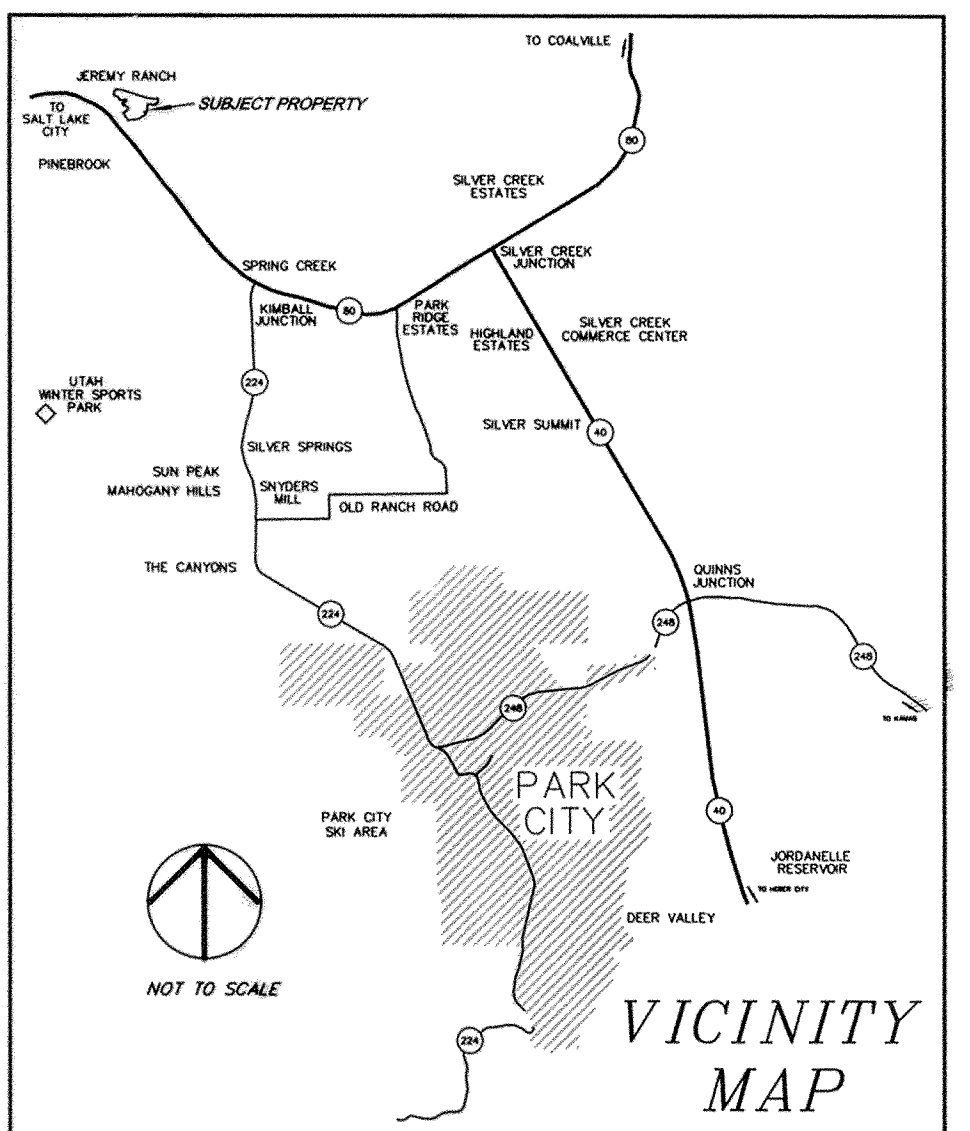 TO COALVILLE
JEREMY RANCH
SUBJECT PROPERTY
TO
SALT LAKE
CITY
PINEBROOK
80
SILVER CREEK
ESTATES
SILVER CREEK
JUNCTION
SPRING CREEK
KIMBALL
JUNCTION
80
PARK
RIDGE
ESTATES
HIGHLAND
ESTATES
SILVER CREEK
COMMERCE CENTER
UTAH
WINTER SPORTS
PARK
224
SILVER SUMMIT
40
SILVER SPRINGS
SUN PEAK
MAHOGANY HILLS
SNYDERS
MILL
OLD RANCH ROAD
THE CANYONS
QUINNS
JUNCTION
224
248
248
248
TO KAMAS
PARK
CITY
PARK CITY
SKI AREA
40
JORDANELLE
RESERVOIR
TO HEBER CITY
DEER VALLEY
NOT TO SCALE
224
VICINITY
MAP